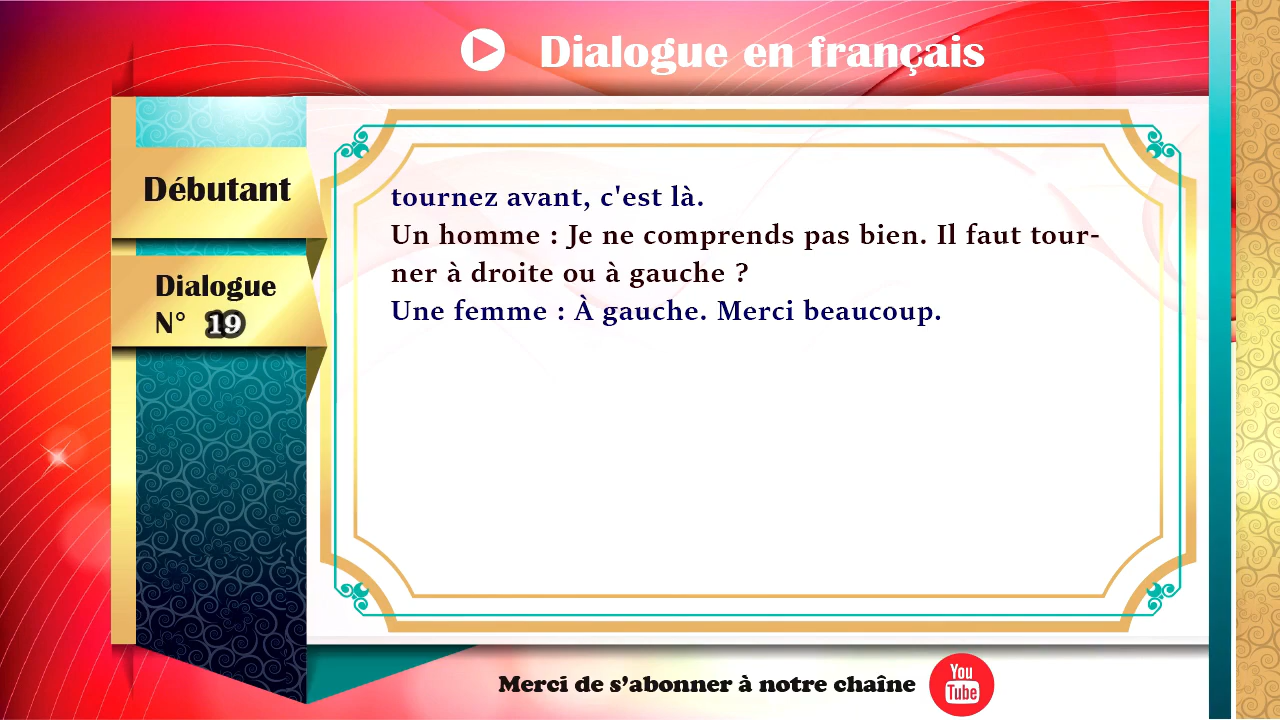 Dialogue en français
Débutant
Dialogue
N° 19
tournez avant, c'est là.
Un homme : Je ne comprends pas bien. Il faut tour-
ner à droite ou à gauche ?
Une femme : À gauche. Merci beaucoup.
Merci de s’abonner à notre chaîne
You
Tube